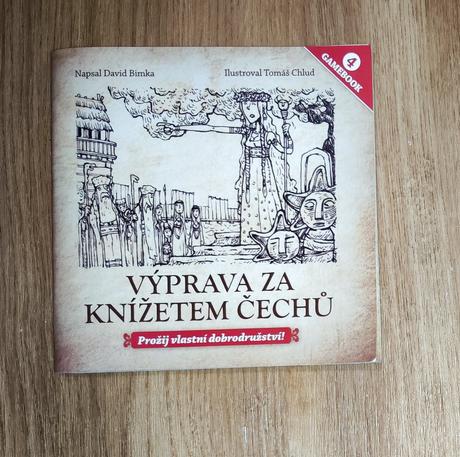 Napsal David Bimka
Ilustroval Tomáš Chlud
4
GAMEBOOK
VÝPRAVA ZA
KNÍŽETEM ČECHŮ
Prožij vlastní dobrodružství!